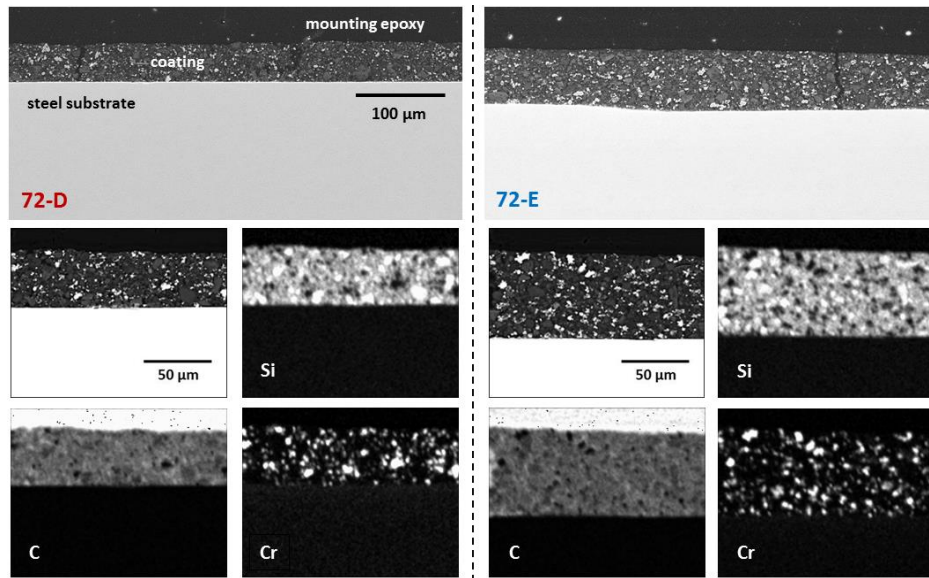 mounting epoxy
coating
steel substrate
100 µm
72-D
72-E
50 µm
Si
50 µm
Si
C
Cr
C
Cr